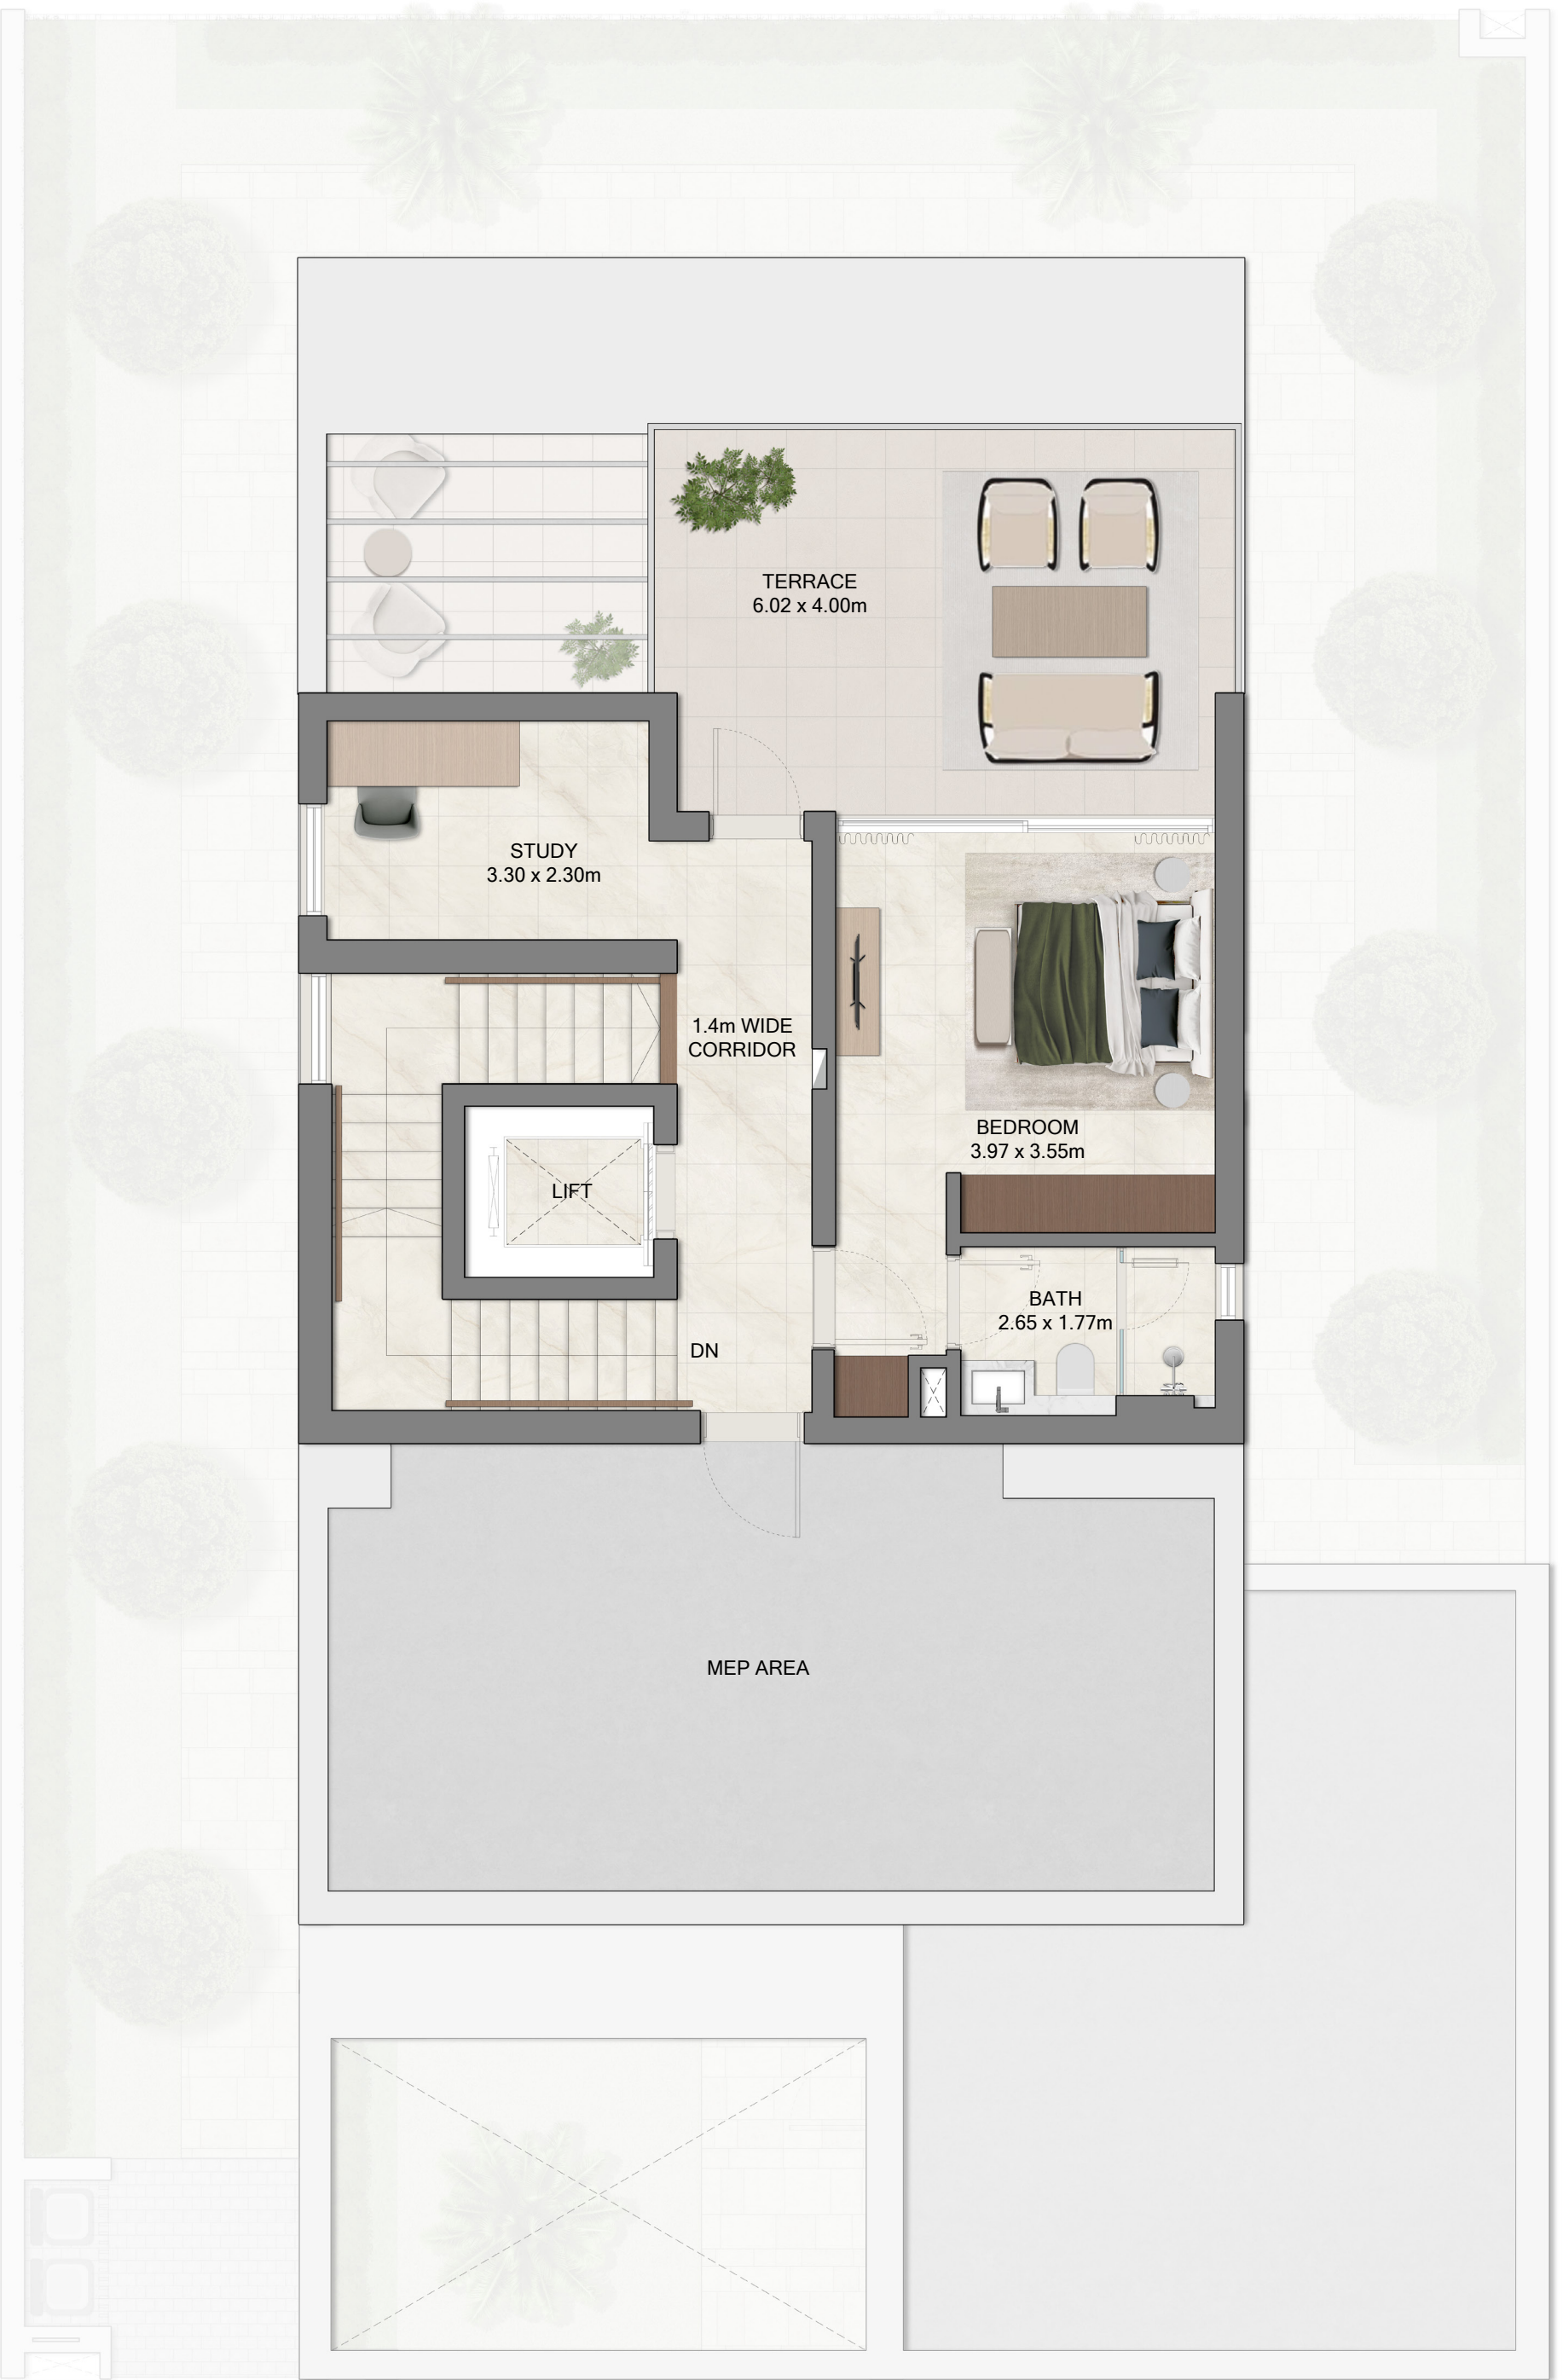 TERRACE
6.02 x 4.00m
STUDY
3.30 x 2.30m
1.4m WIDE
CORRIDOR
BEDROOM
3.97 x 3.55m
LIFT
BATH
2.65 x 1.77m
DN
MEP AREA